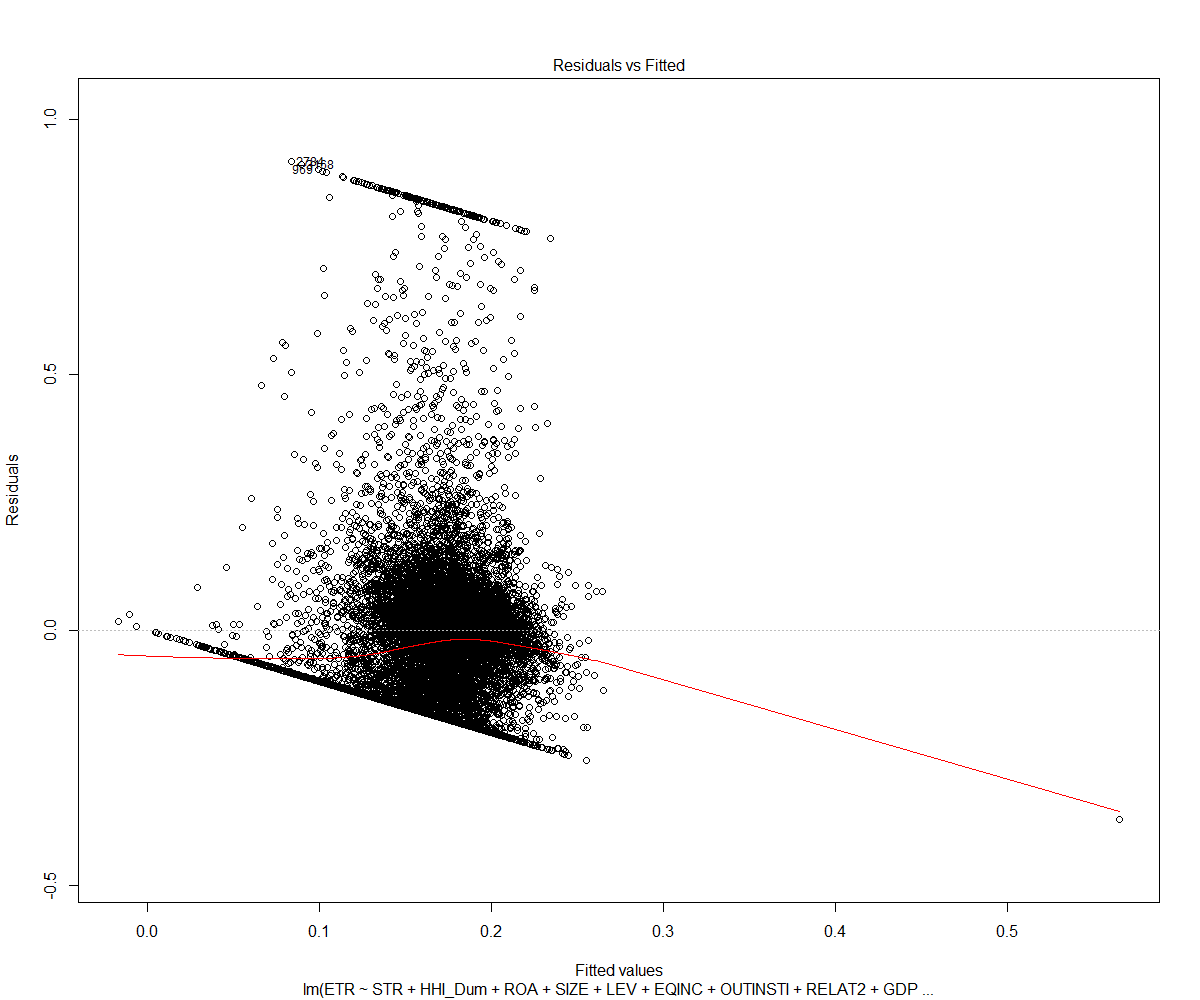 Residuals vs Fitted
1.0
0.5
0.0
-0.5
Residuals
969
0.0
0.1
0.2
0.3
0.4
0.5
Fitted values
lm(ETR ~ STR + HHI_Dum + ROA + SIZE + LEV + EQINC + OUTINSTI + RELAT2 + GDP ...